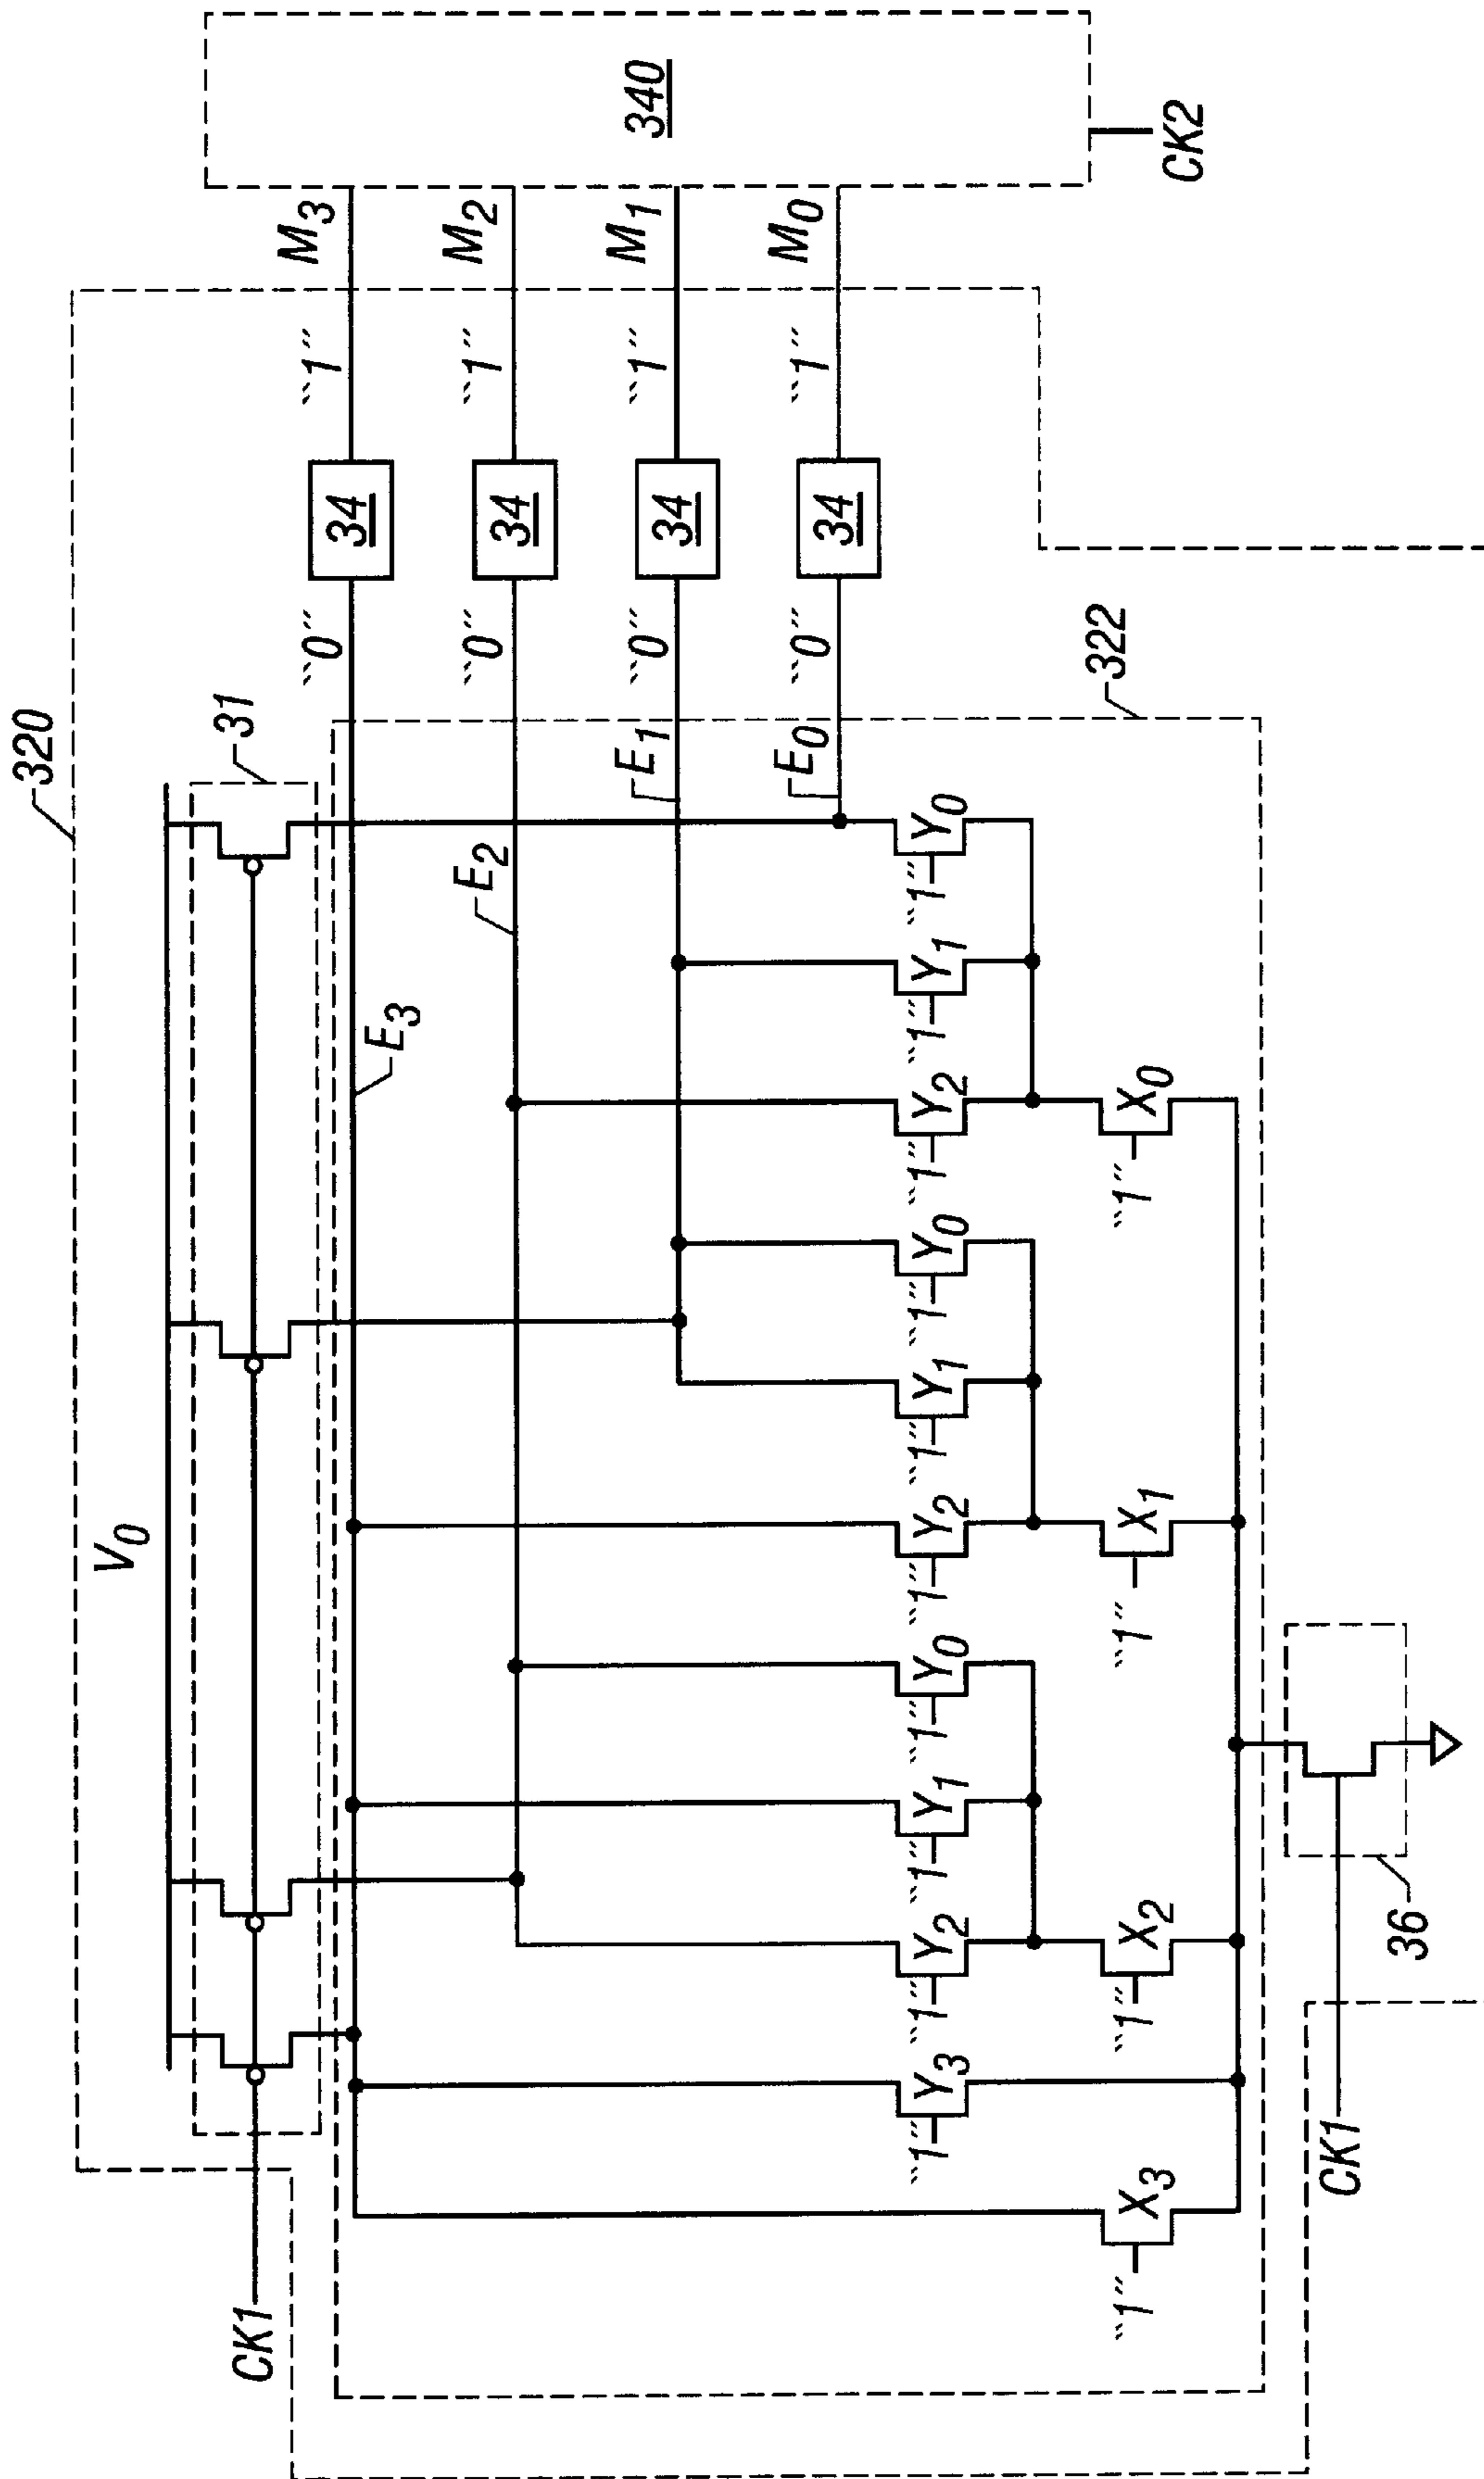 320
31
V₀
CK1
E₃
E₂
E₁
E₀
"0" 34 "1" M₃
"0" 34 "1" M₂
"0" 34 "1" M₁
"0" 34 "1" M₀
340
CK2
322
"1" Y₃
"1" Y₂
"1" Y₁
"1" Y₀
"1" Y₂
"1" Y₁
"1" Y₀
"1" Y₂
"1" Y₁
"1" Y₀
"1" X₃
"1" X₂
"1" X₁
"1" X₀
CK1
36